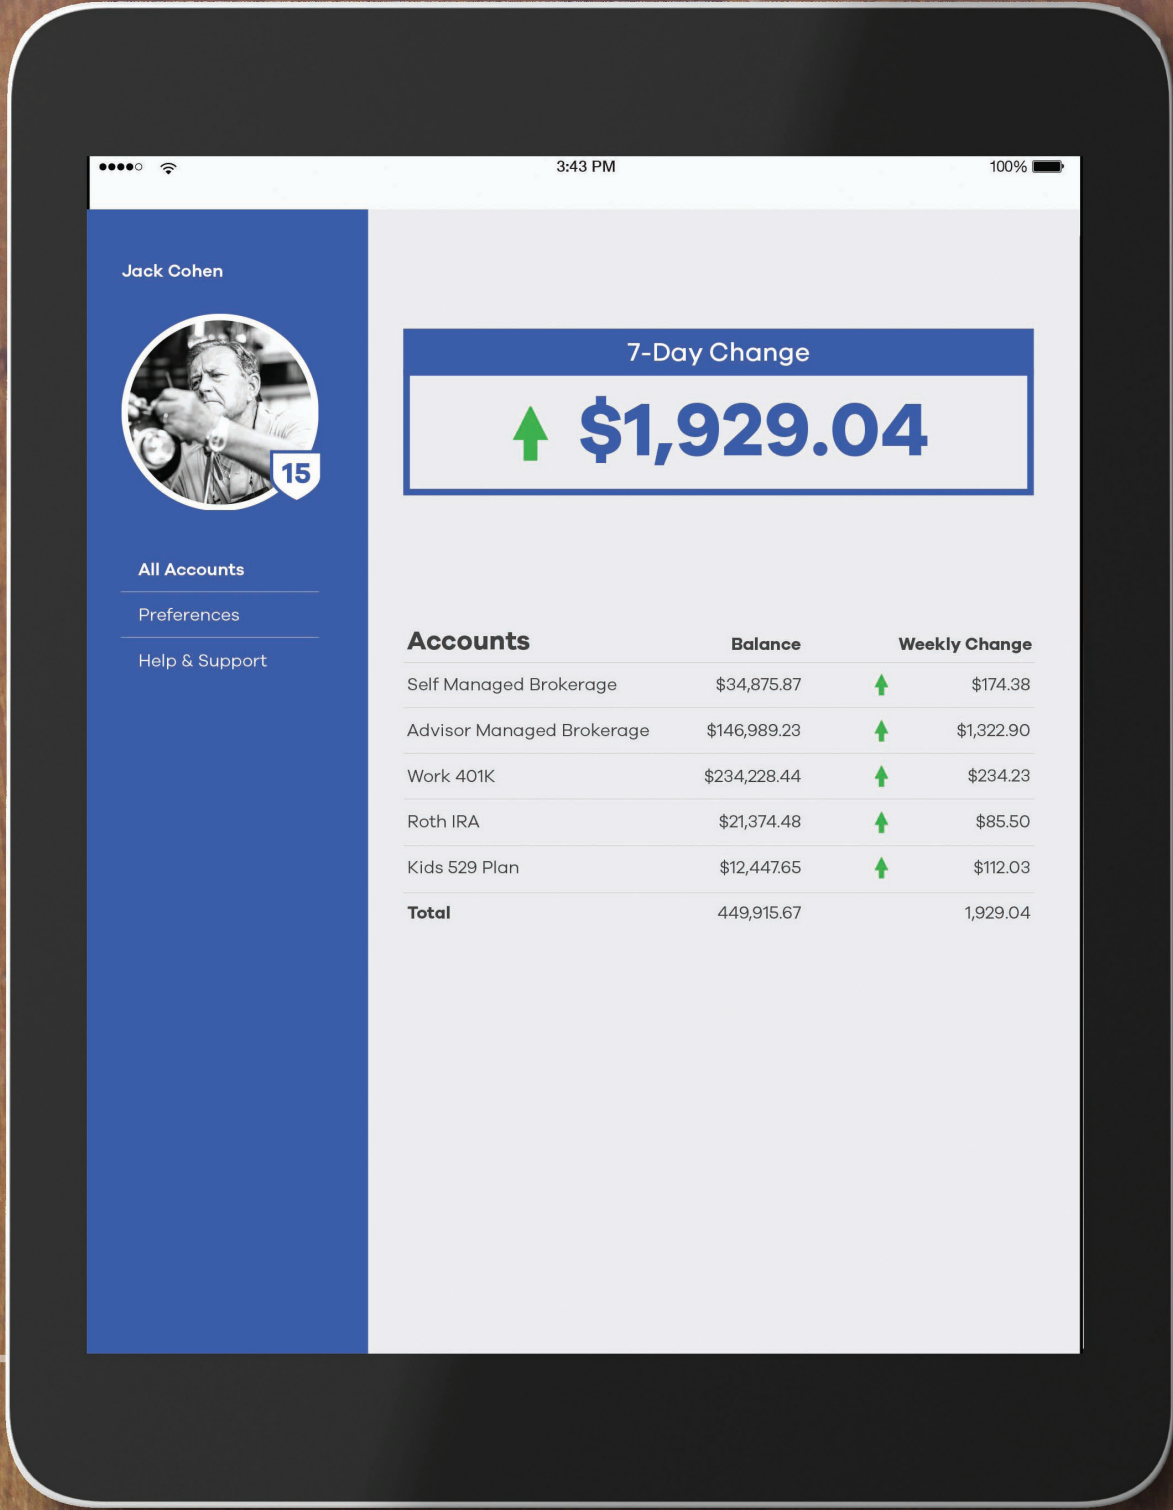 3:43 PM
100%
Jack Cohen
15
All Accounts
Preferences
Help & Support
7-Day Change
$1,929.04
Accounts Balance Weekly Change
Self Managed Brokerage $34,875.87 $174.38
Advisor Managed Brokerage $146,989.23 $1,322.90
Work 401K $234,228.44 $234.23
Roth IRA $21,374.48 $85.50
Kids 529 Plan $12,447.65 $112.03
Total 449,915.67 1,929.04